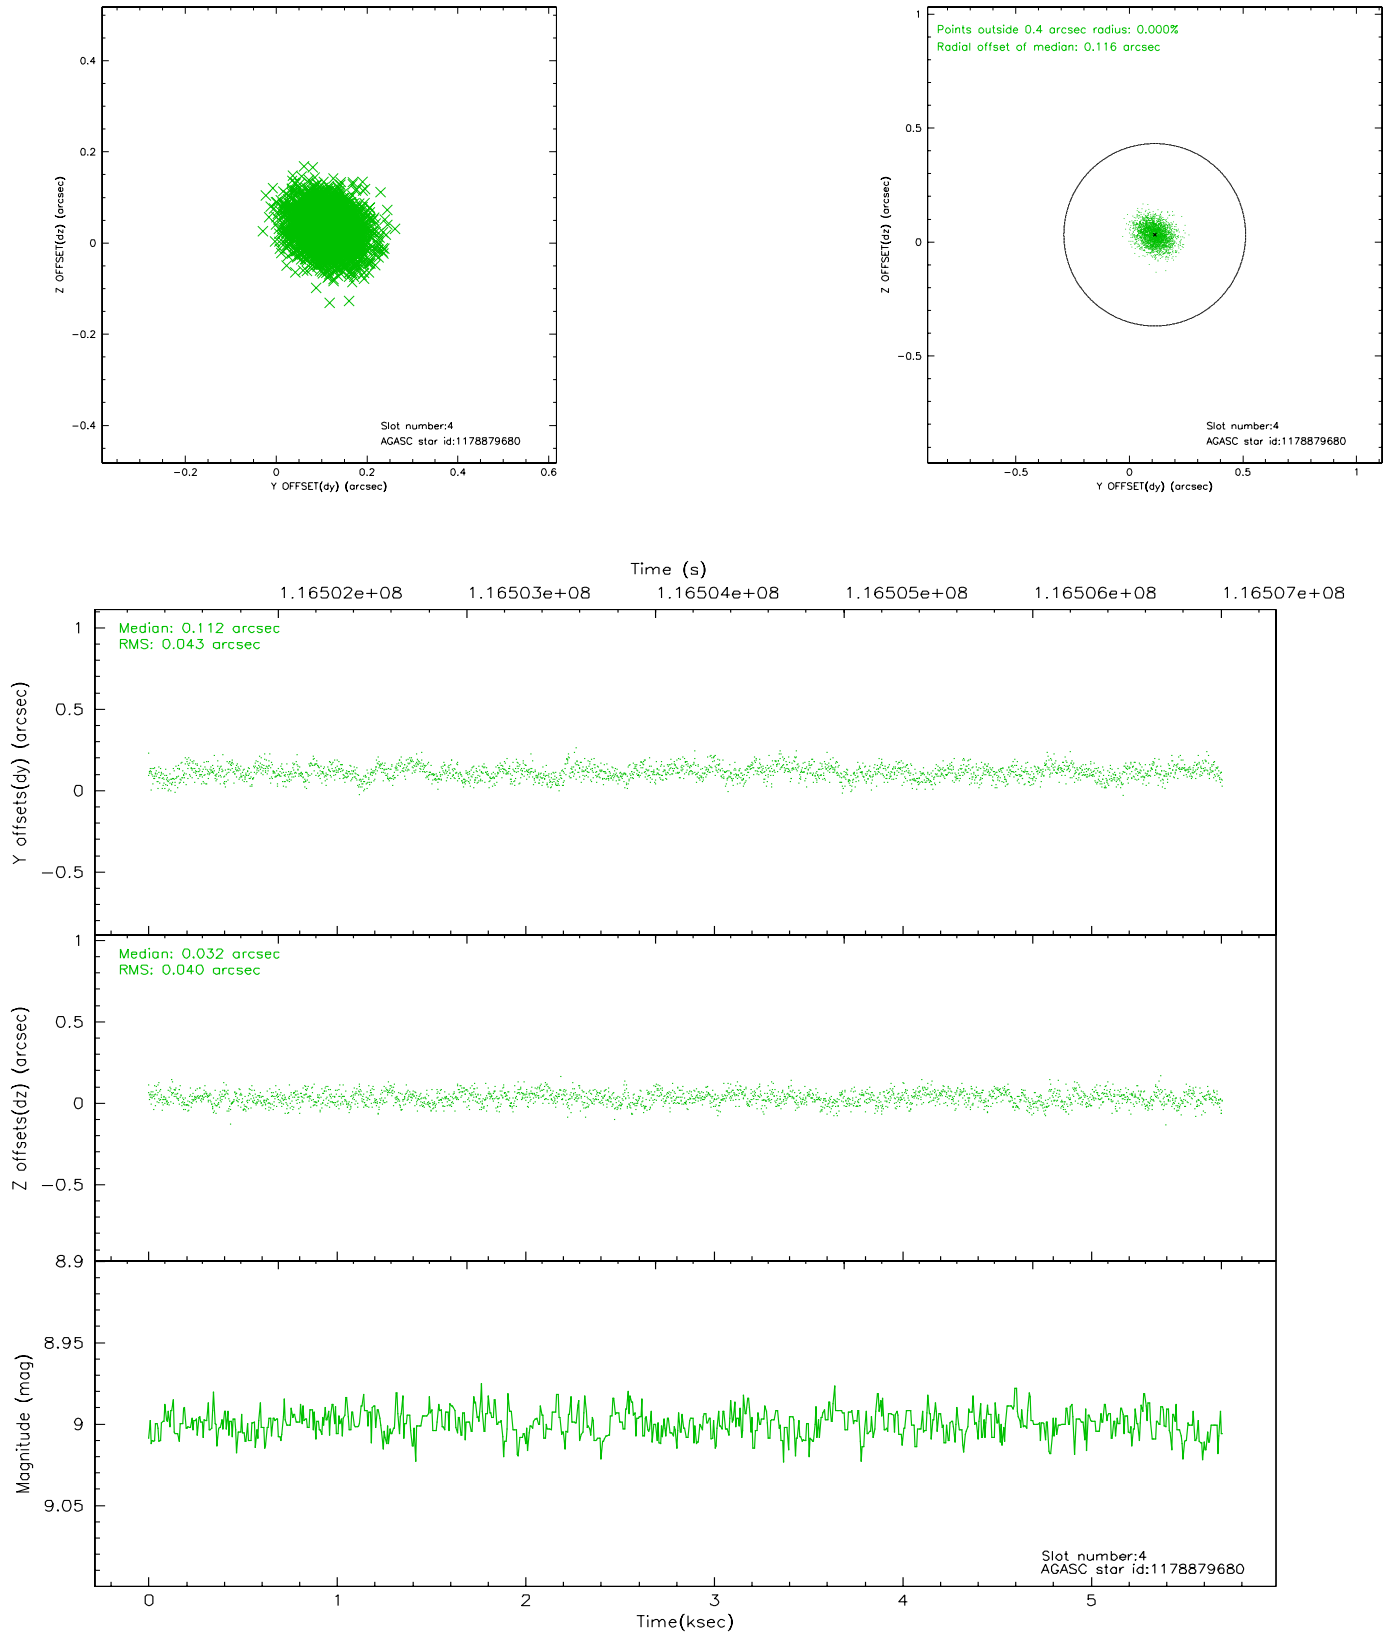 0.4
0.2
0
−0.2
−0.4
Z OFFSET(dz) (arcsec)
Slot number:4
AGASC star id:1178879680
−0.2 0 0.2 0.4 0.6
Y OFFSET(dy) (arcsec)
Points outside 0.4 arcsec radius: 0.000%
Radial offset of median: 0.116 arcsec
1
0.5
0
−0.5
Z OFFSET(dz) (arcsec)
Slot number:4
AGASC star id:1178879680
−0.5 0 0.5 1
Y OFFSET(dy) (arcsec)
Time (s)
1.16502e+08 1.16503e+08 1.16504e+08 1.16505e+08 1.16506e+08 1.16507e+08
Median: 0.112 arcsec
RMS: 0.043 arcsec
1
0.5
0
−0.5
Y offsets(dy) (arcsec)
Median: 0.032 arcsec
RMS: 0.040 arcsec
1
0.5
0
−0.5
Z offsets(dz) (arcsec)
8.9
8.95
9
9.05
Magnitude (mag)
Slot number:4
AGASC star id:1178879680
0 1 2 3 4 5
Time(ksec)